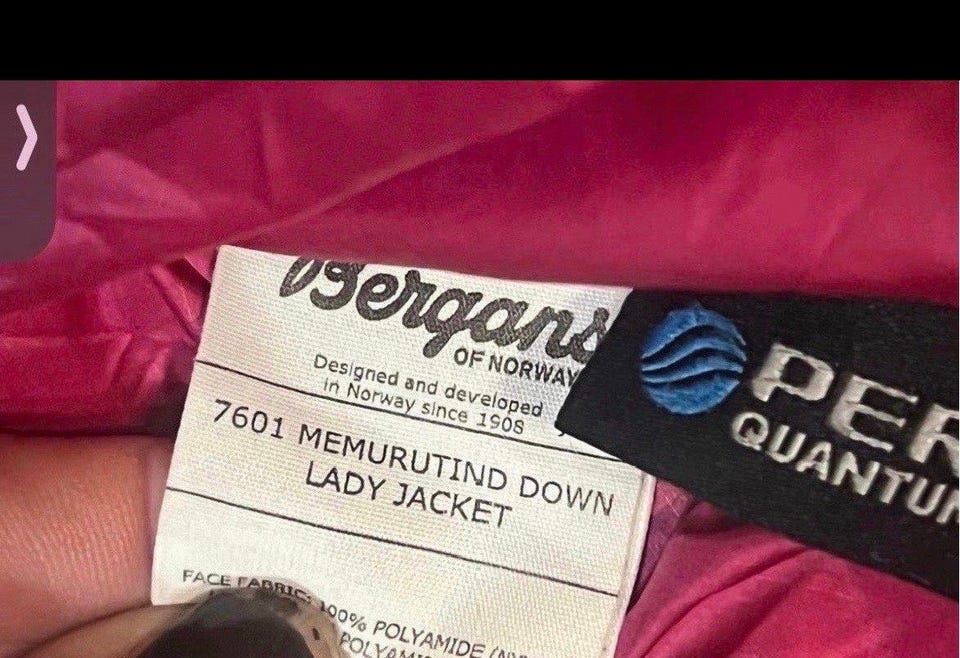 Bergans
OF NORWAY
Designed and developed
in Norway since 1908
7601 MEMURUTIND DOWN
LADY JACKET
FACE FABRIC: 100% POLYAMIDE
PER
QUANTUM